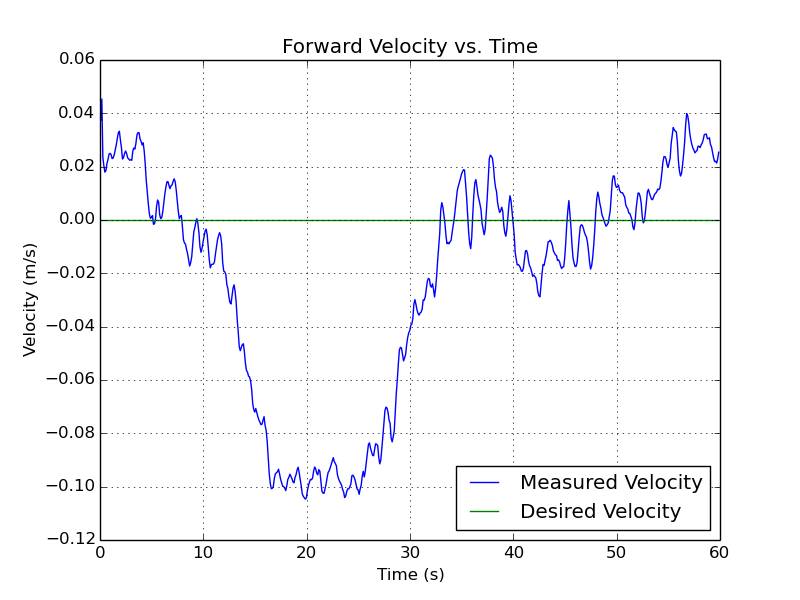 Forward Velocity vs. Time
0.06
0.04
0.02
0.00
−0.02
−0.04
−0.06
−0.08
−0.10
−0.12
Velocity (m/s)
Measured Velocity
Desired Velocity
0 10 20 30 40 50 60
Time (s)